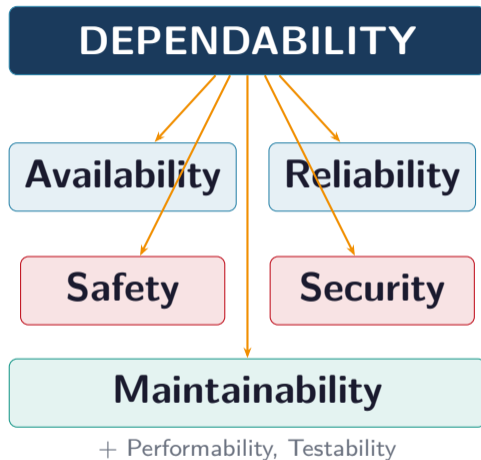 DEPENDABILITY
Availability
Reliability
Safety
Security
Maintainability
+ Performability, Testability